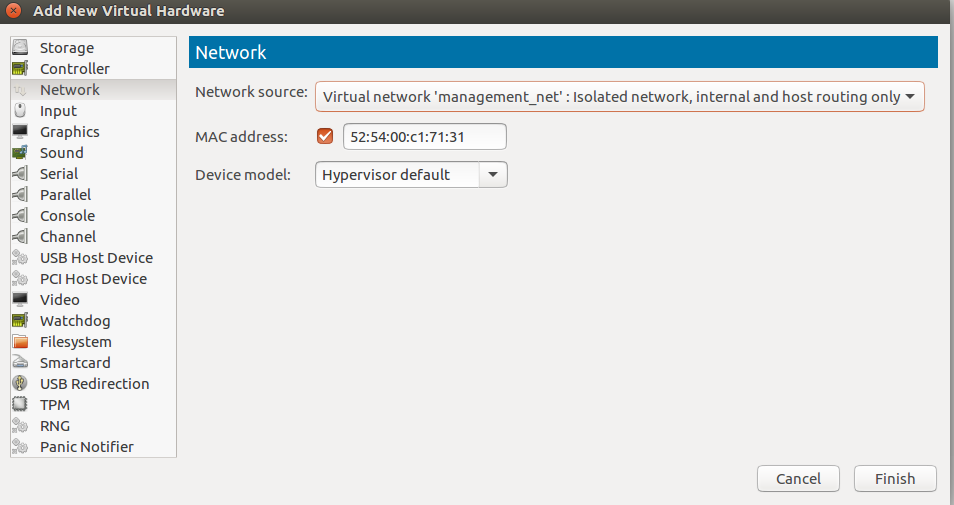 Add New Virtual Hardware
Storage
Controller
Network
Input
Graphics
Sound
Serial
Parallel
Console
Channel
USB Host Device
PCI Host Device
Video
Watchdog
Filesystem
Smartcard
USB Redirection
TPM
RNG
Panic Notifier
Network
Network source: Virtual network 'management_net' : Isolated network, internal and host routing only
MAC address: 52:54:00:c1:71:31
Device model: Hypervisor default
Cancel Finish